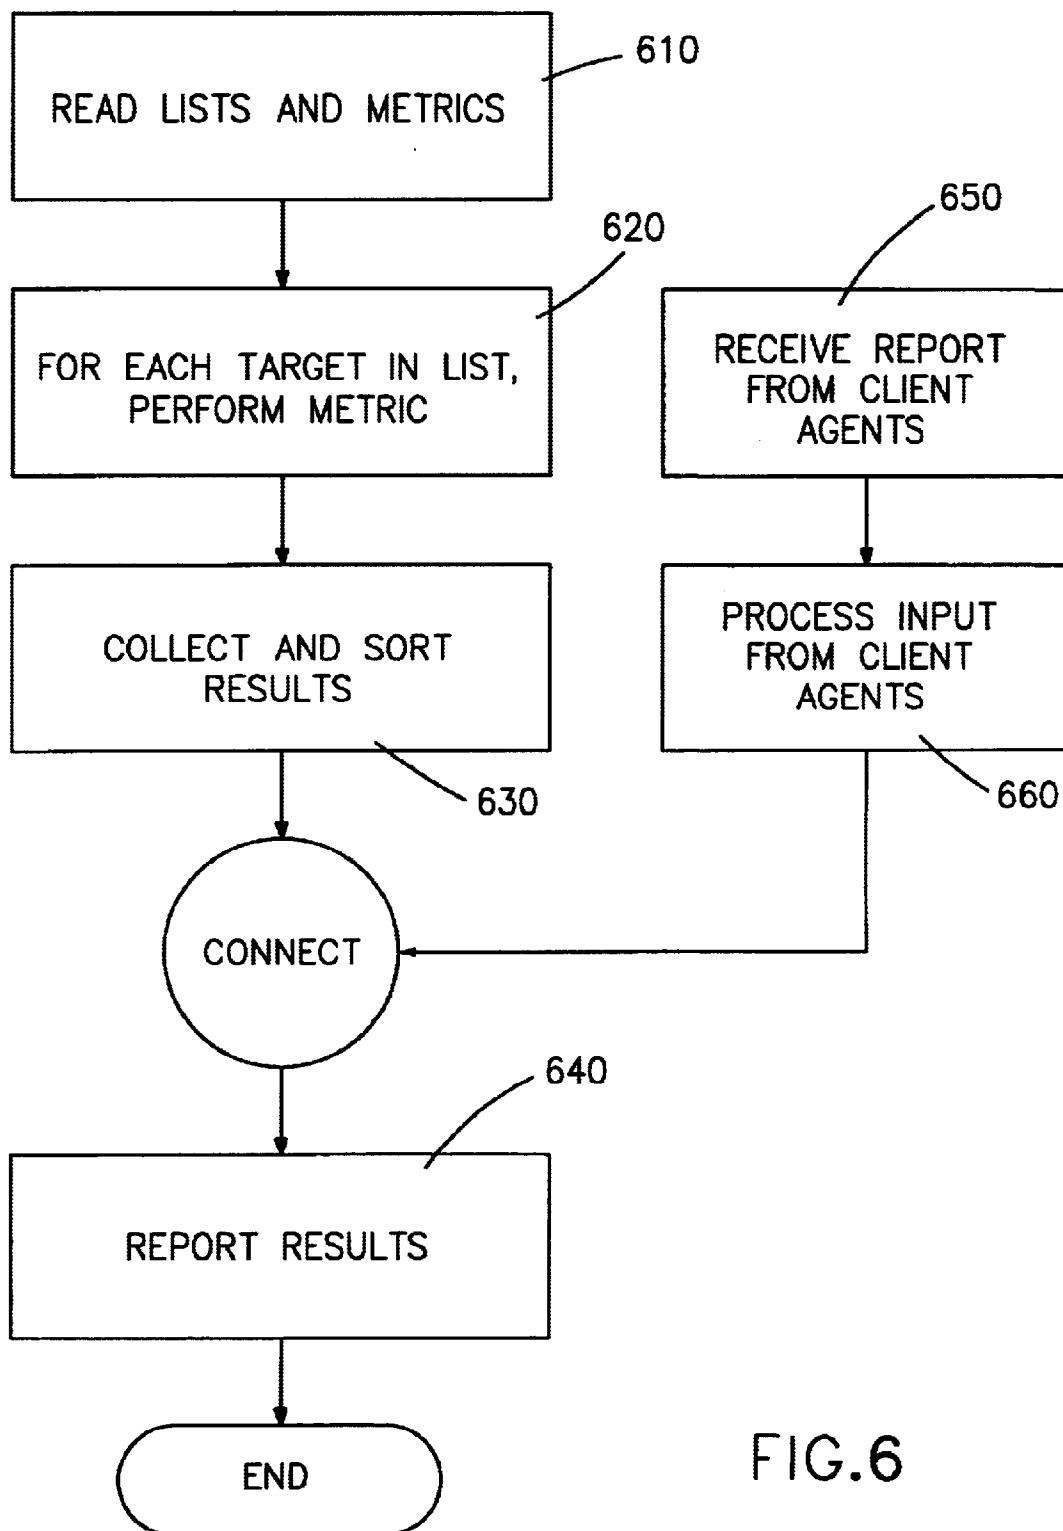 READ LISTS AND METRICS
610
FOR EACH TARGET IN LIST,
PERFORM METRIC
620
COLLECT AND SORT
RESULTS
630
650
RECEIVE REPORT
FROM CLIENT
AGENTS
PROCESS INPUT
FROM CLIENT
AGENTS
660
CONNECT
640
REPORT RESULTS
END
FIG.6